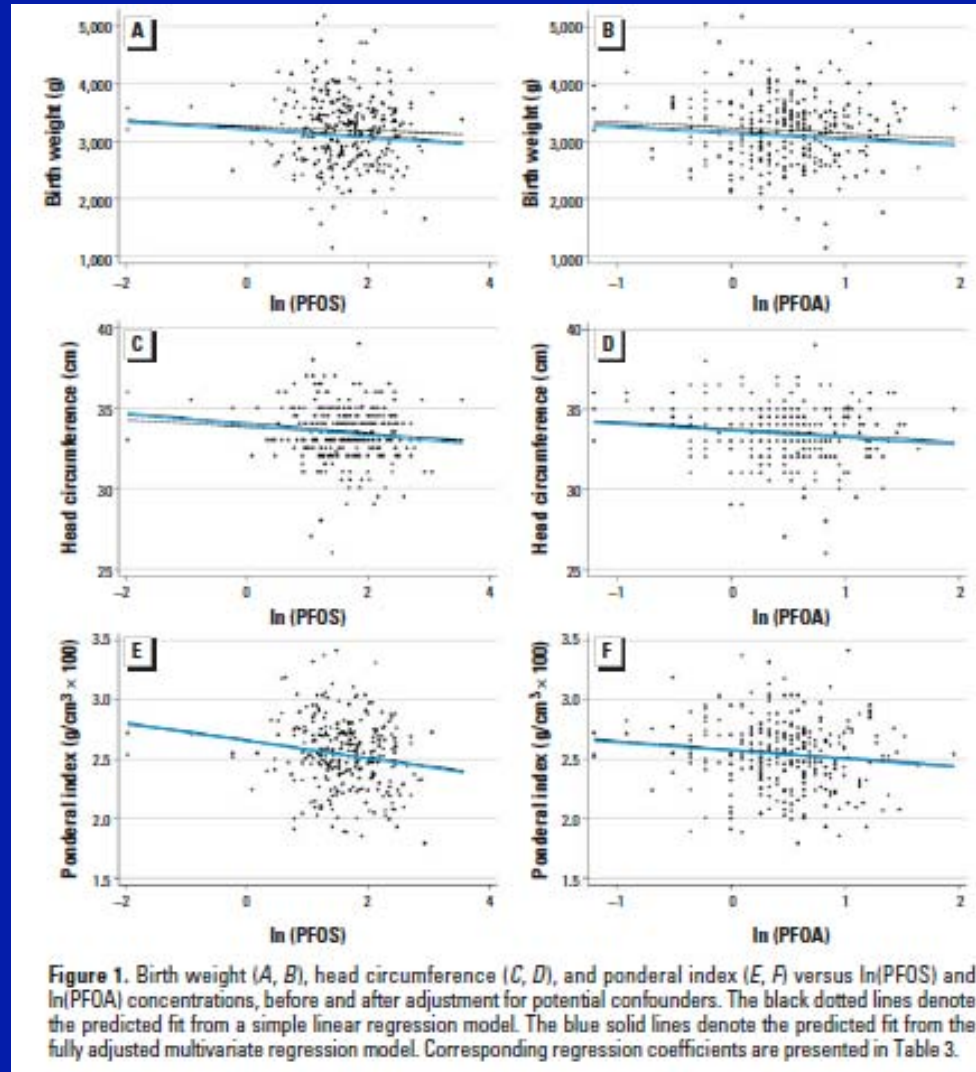 A
B
5,000
4,000
3,000
2,000
1,000
Birth weight (g)
–2
0
2
4
ln (PFOS)
5,000
4,000
3,000
2,000
1,000
Birth weight (g)
–1
0
1
2
ln (PFOA)
C
D
40
35
30
25
Head circumference (cm)
–2
0
2
4
ln (PFOS)
40
35
30
25
Head circumference (cm)
–1
0
1
2
ln (PFOA)
E
F
3.5
3.0
2.5
2.0
1.5
Ponderal index (g/cm³ × 100)
–2
0
2
4
ln (PFOS)
3.5
3.0
2.5
2.0
1.5
Ponderal index (g/cm³ × 100)
–1
0
1
2
ln (PFOA)
Figure 1. Birth weight (A, B), head circumference (C, D), and ponderal index (E, F) versus ln(PFOS) and
ln(PFOA) concentrations, before and after adjustment for potential confounders. The black dotted lines denote
the predicted fit from a simple linear regression model. The blue solid lines denote the predicted fit from the
fully adjusted multivariate regression model. Corresponding regression coefficients are presented in Table 3.